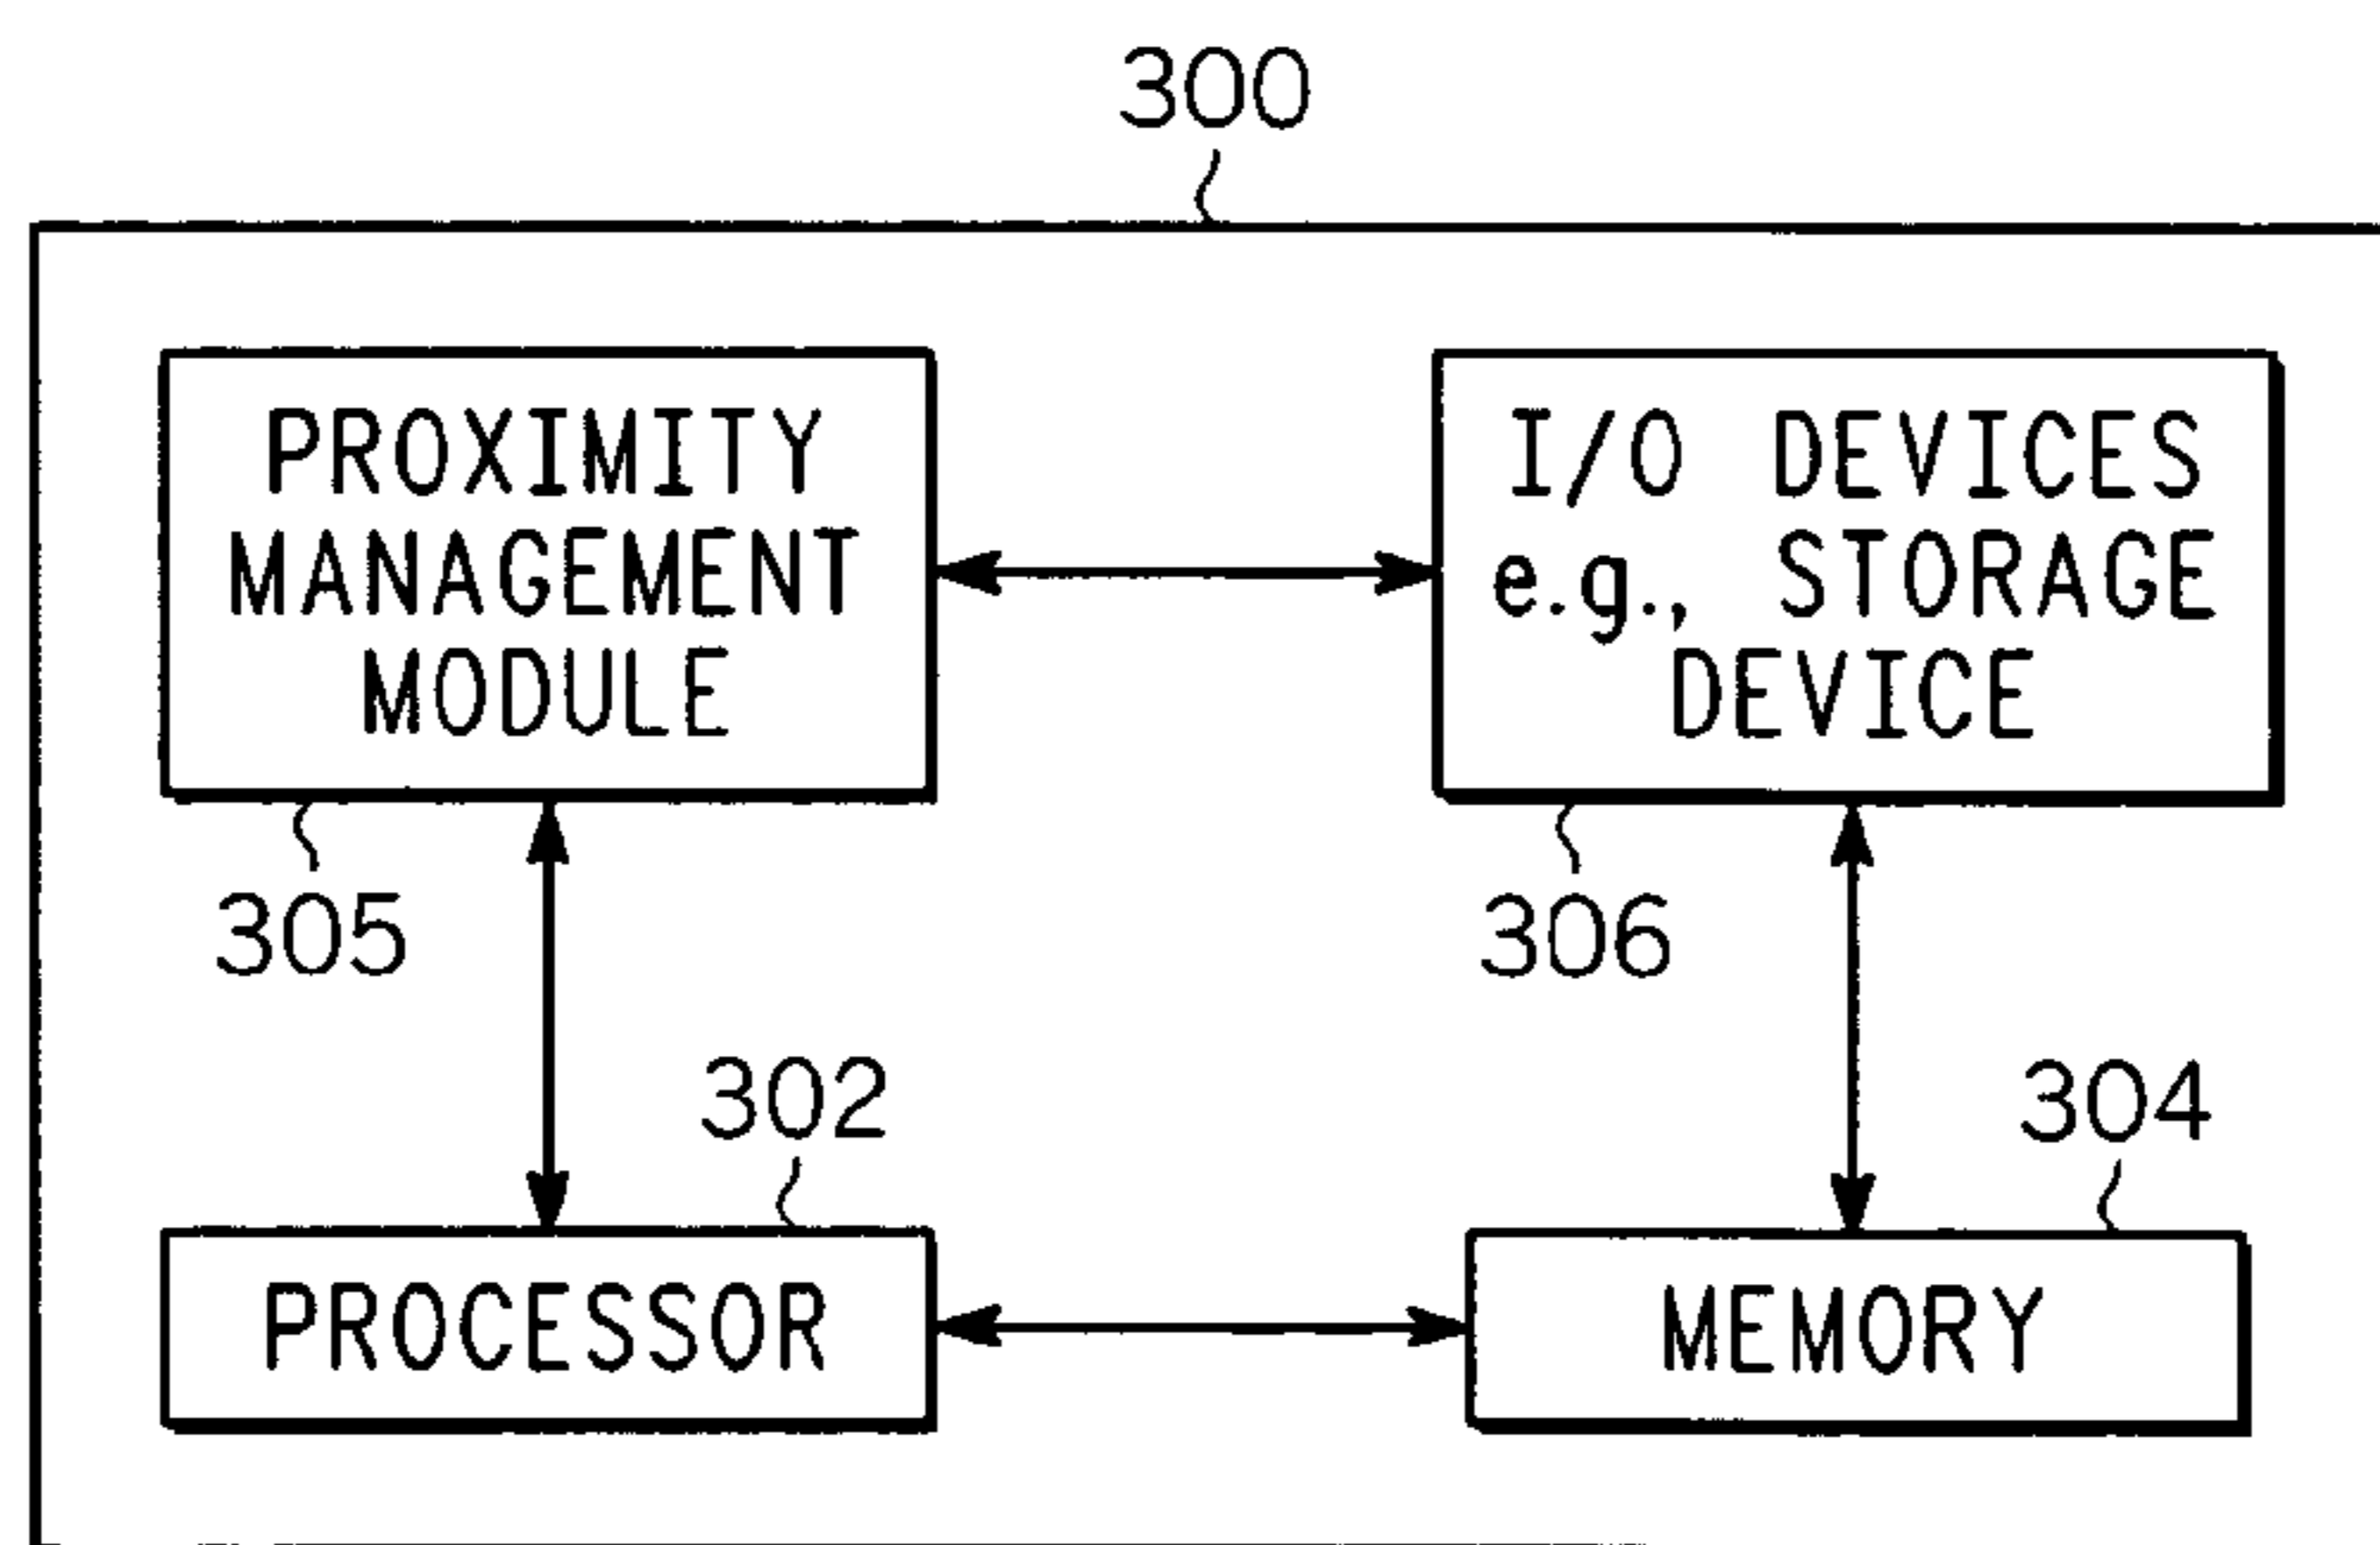 300
PROXIMITY
MANAGEMENT
MODULE
I/O DEVICES
e.g., STORAGE
DEVICE
305
306
302
304
PROCESSOR
MEMORY